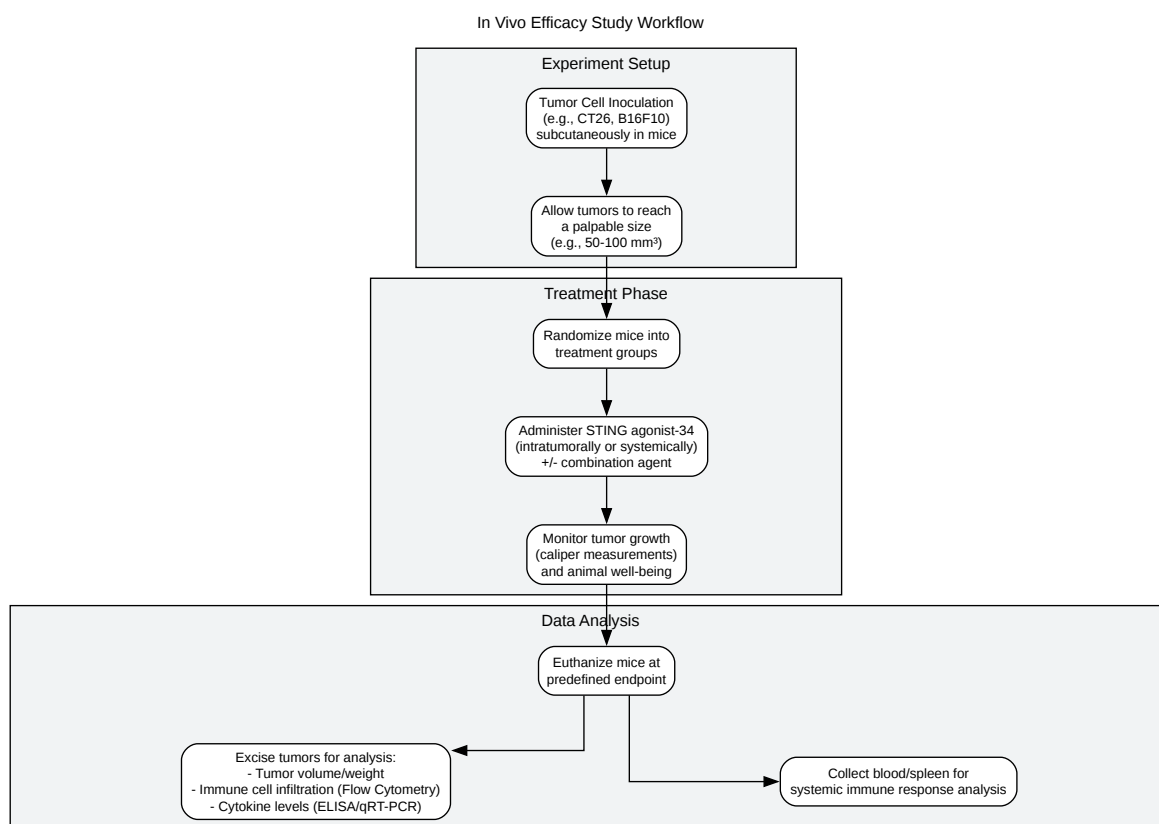 In Vivo Efficacy Study Workflow
Experiment Setup
Tumor Cell Inoculation
(e.g., CT26, B16F10)
subcutaneously in mice
Allow tumors to reach
a palpable size
(e.g., 50-100 mm³)
Treatment Phase
Randomize mice into
treatment groups
Administer STING agonist-34
(intratumorally or systemically)
+/- combination agent
Monitor tumor growth
(caliper measurements)
and animal well-being
Data Analysis
Euthanize mice at
predefined endpoint
Excise tumors for analysis:
- Tumor volume/weight
- Immune cell infiltration (Flow Cytometry)
- Cytokine levels (ELISA/qRT-PCR)
Collect blood/spleen for
systemic immune response analysis